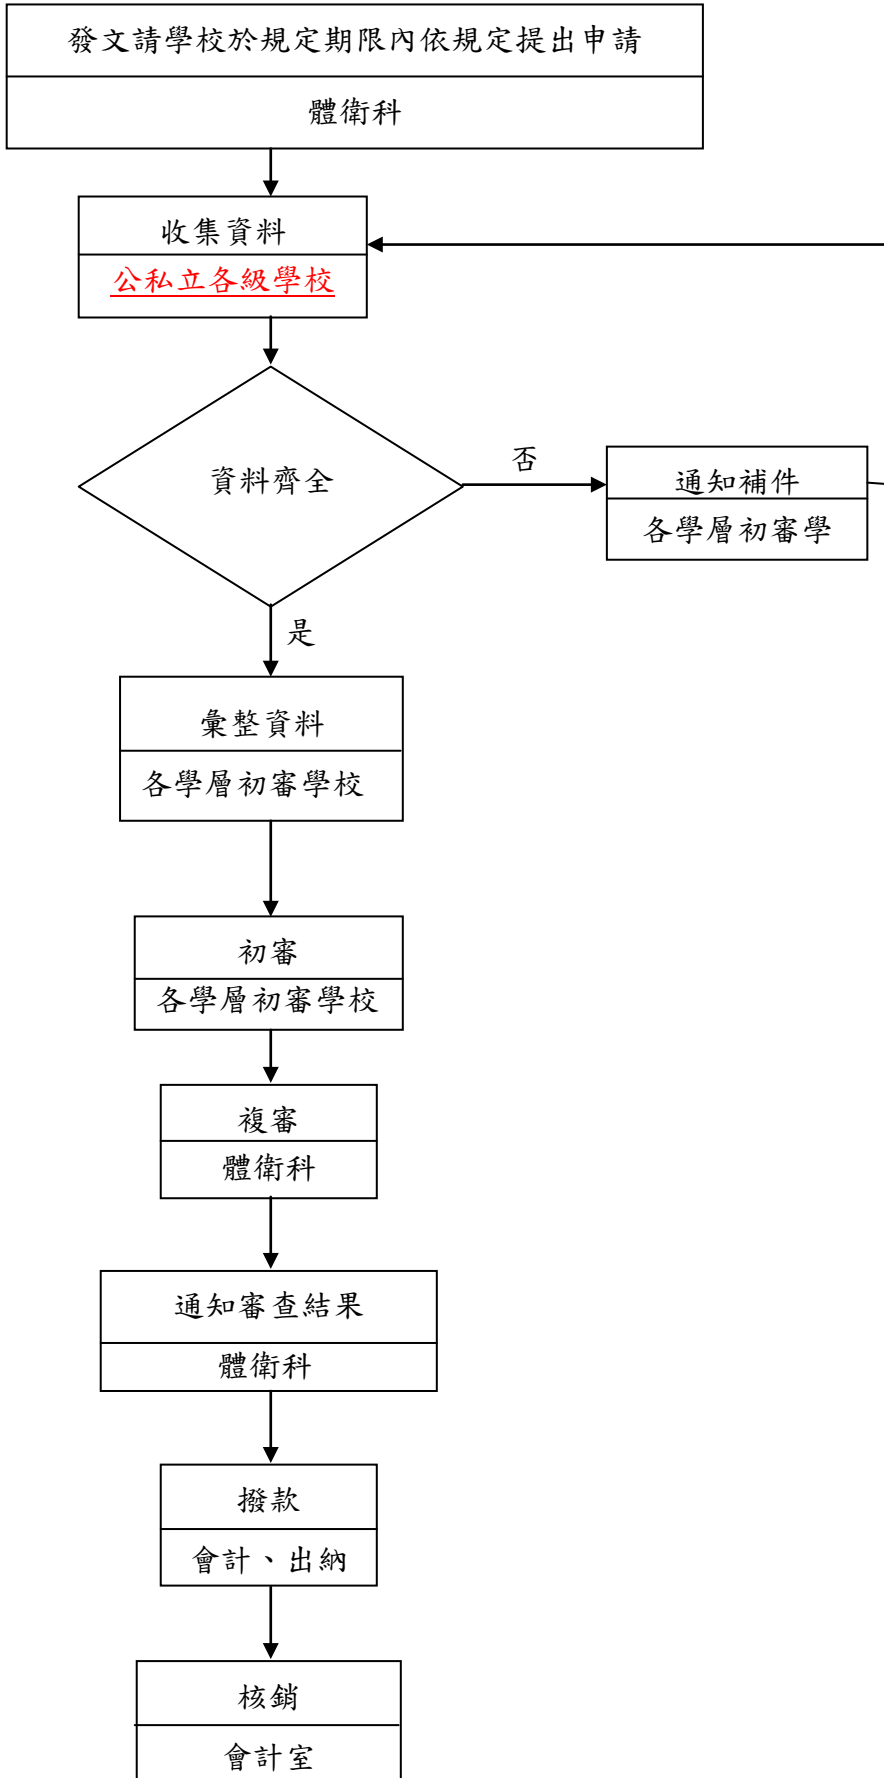 發文請學校於規定期限內依規定提出申請
體衛科
收集資料
公私立各級學校
資料齊全
否
通知補件
各學層初審學
是
彙整資料
各學層初審學校
初審
各學層初審學校
複審
體衛科
通知審查結果
體衛科
撥款
會計、出納
核銷
會計室